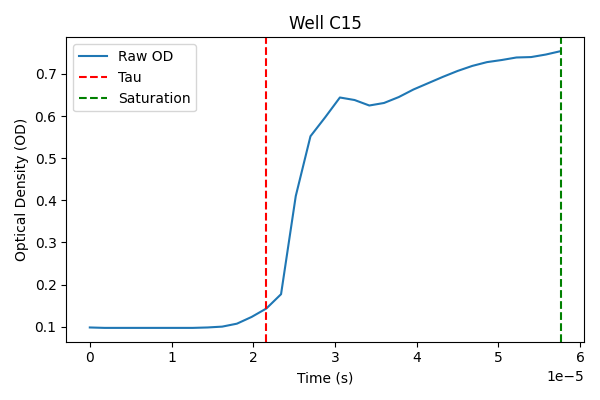 Well C15
Raw OD
Tau
Saturation
Optical Density (OD)
0.7
0.6
0.5
0.4
0.3
0.2
0.1
0 1 2 3 4 5 6
1e−5
Time (s)